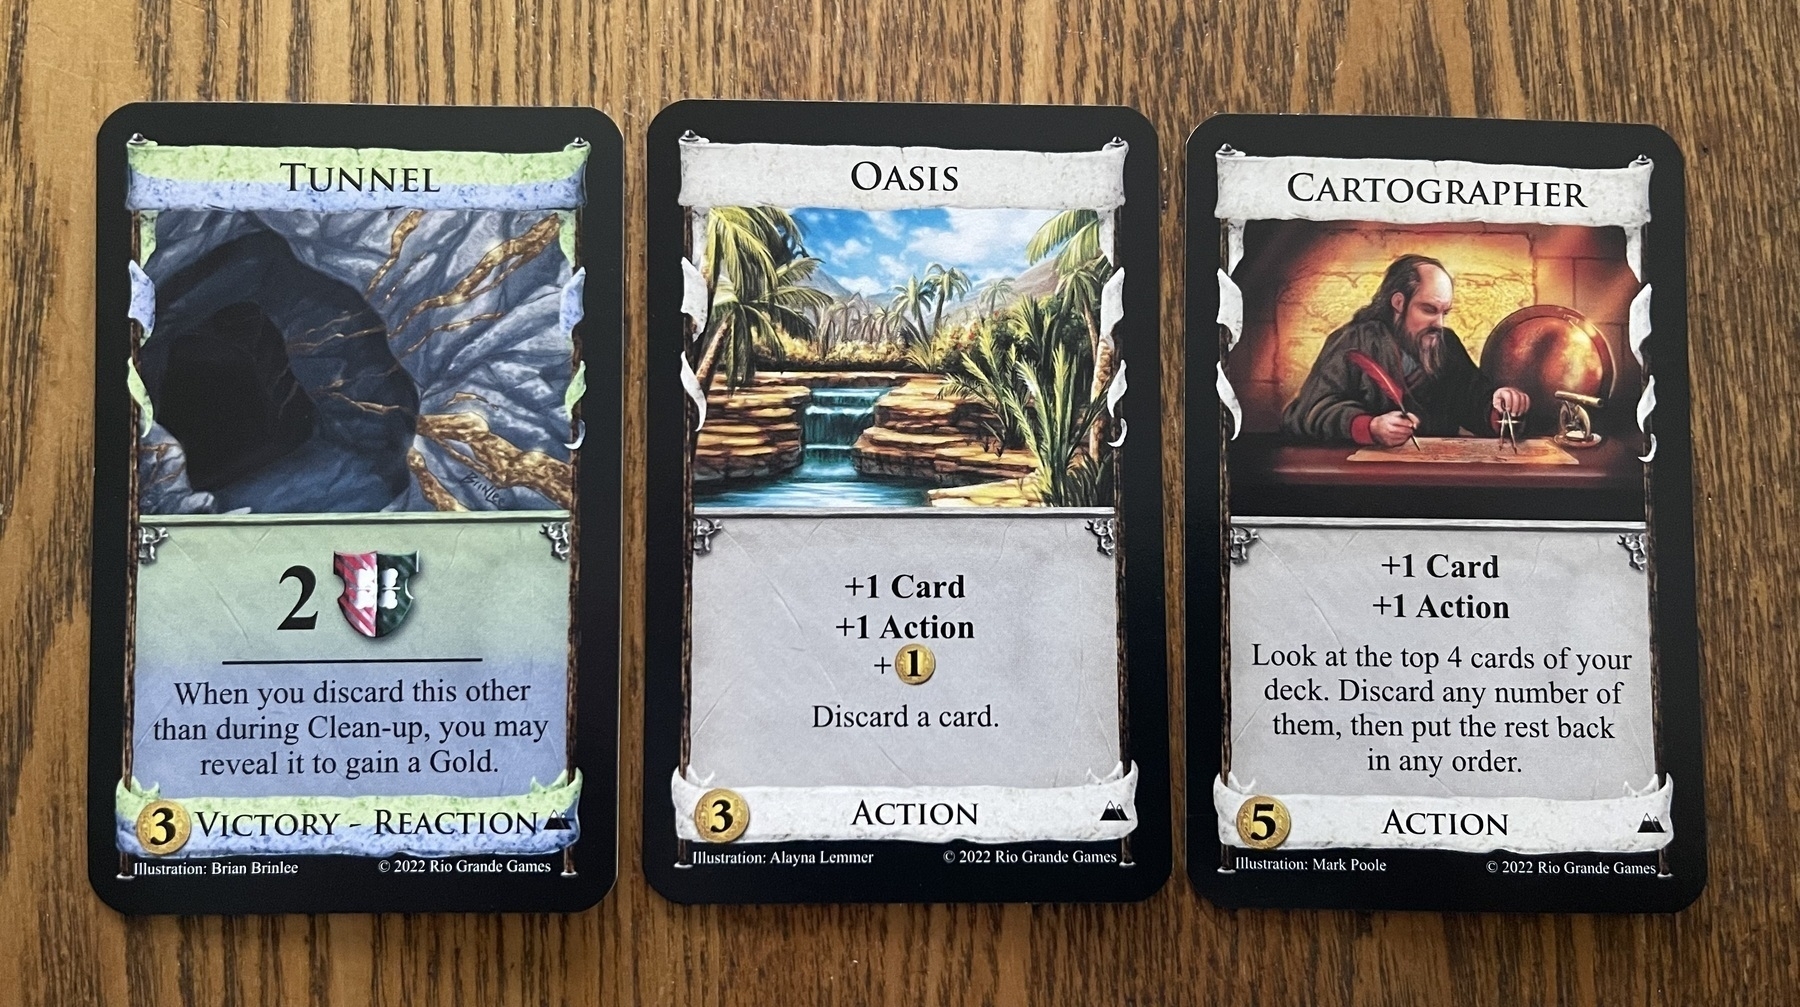 TUNNEL
2
When you discard this other
than during Clean-up, you may
reveal it to gain a Gold.
3 VICTORY - REACTION
Illustration: Brian Brinlee © 2022 Rio Grande Games
OASIS
+1 Card
+1 Action
+1
Discard a card.
3 ACTION
Illustration: Alayna Lemmer © 2022 Rio Grande Games
CARTOGRAPHER
+1 Card
+1 Action
Look at the top 4 cards of your
deck. Discard any number of
them, then put the rest back
in any order.
5 ACTION
Illustration: Mark Poole © 2022 Rio Grande Games